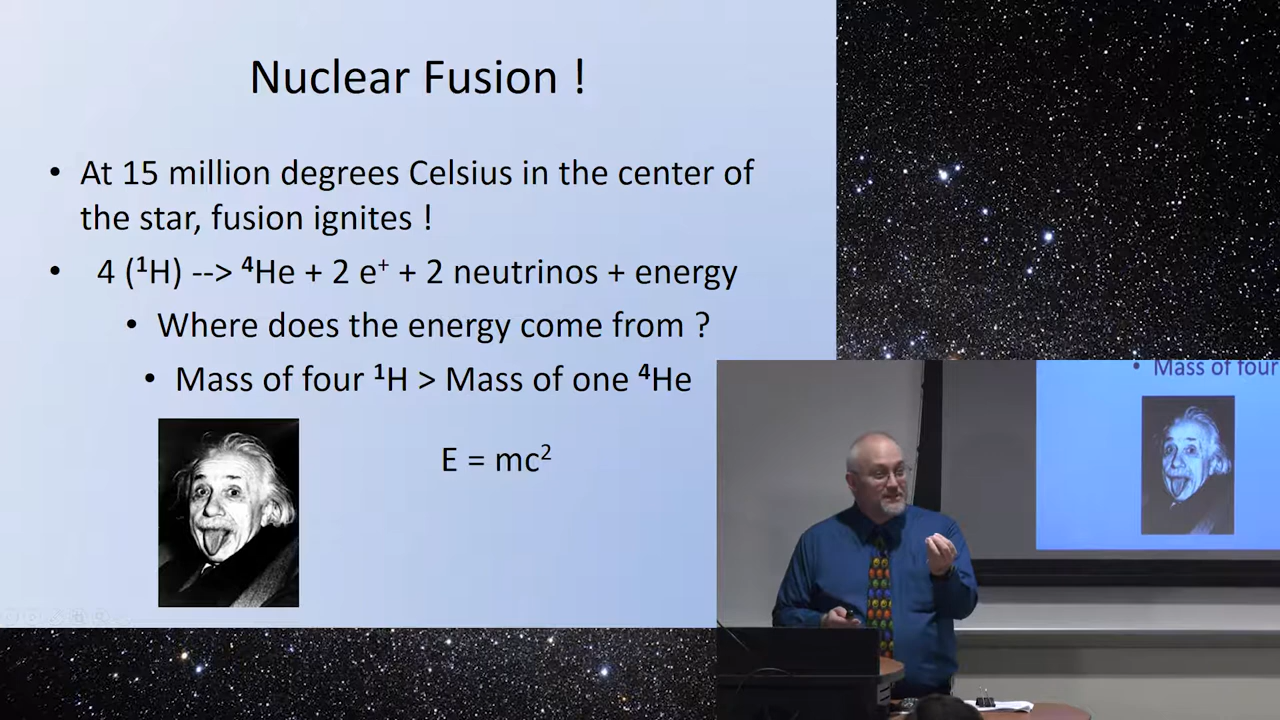 Nuclear Fusion !
• At 15 million degrees Celsius in the center of
the star, fusion ignites !
• 4 (¹H) --> ⁴He + 2 e⁺ + 2 neutrinos + energy
• Where does the energy come from ?
• Mass of four ¹H > Mass of one ⁴He
E = mc²
• Mass of four